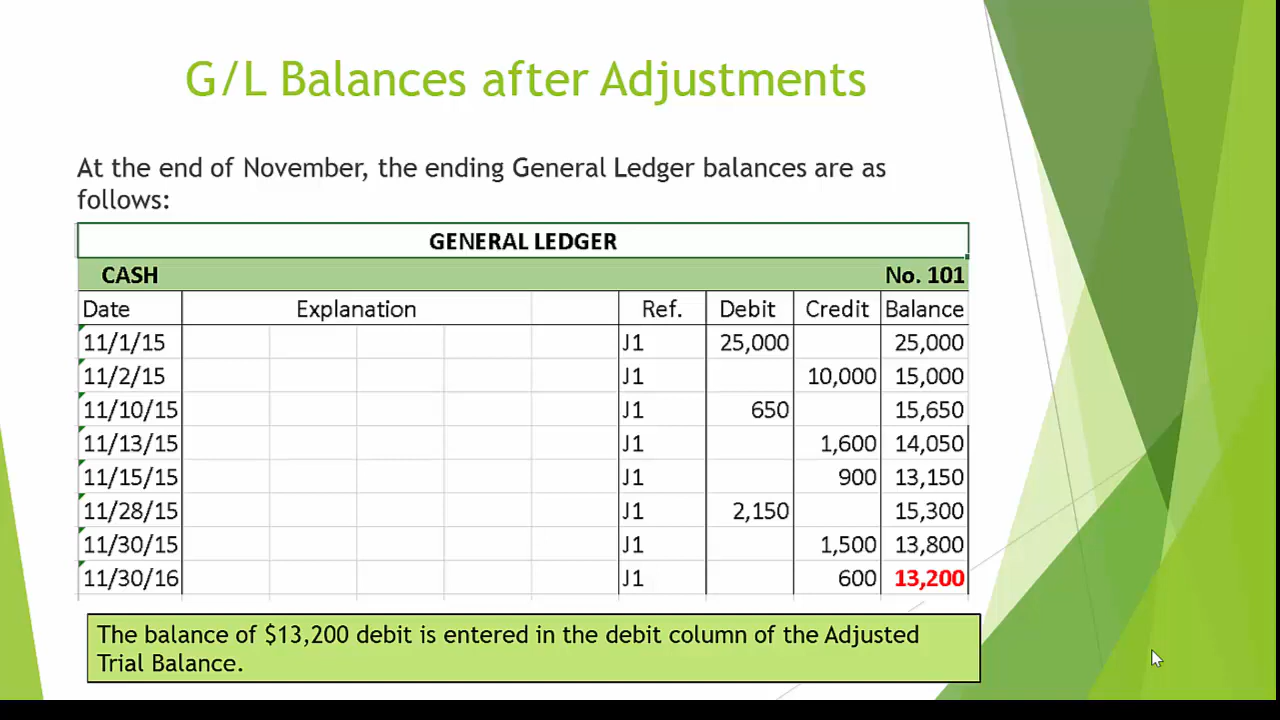 G/L Balances after Adjustments
At the end of November, the ending General Ledger balances are as
follows:
GENERAL LEDGER
CASH No. 101
Date Explanation Ref. Debit Credit Balance
11/1/15 J1 25,000 25,000
11/2/15 J1 10,000 15,000
11/10/15 J1 650 15,650
11/13/15 J1 1,600 14,050
11/15/15 J1 900 13,150
11/28/15 J1 2,150 15,300
11/30/15 J1 1,500 13,800
11/30/16 J1 600 13,200
The balance of $13,200 debit is entered in the debit column of the Adjusted
Trial Balance.